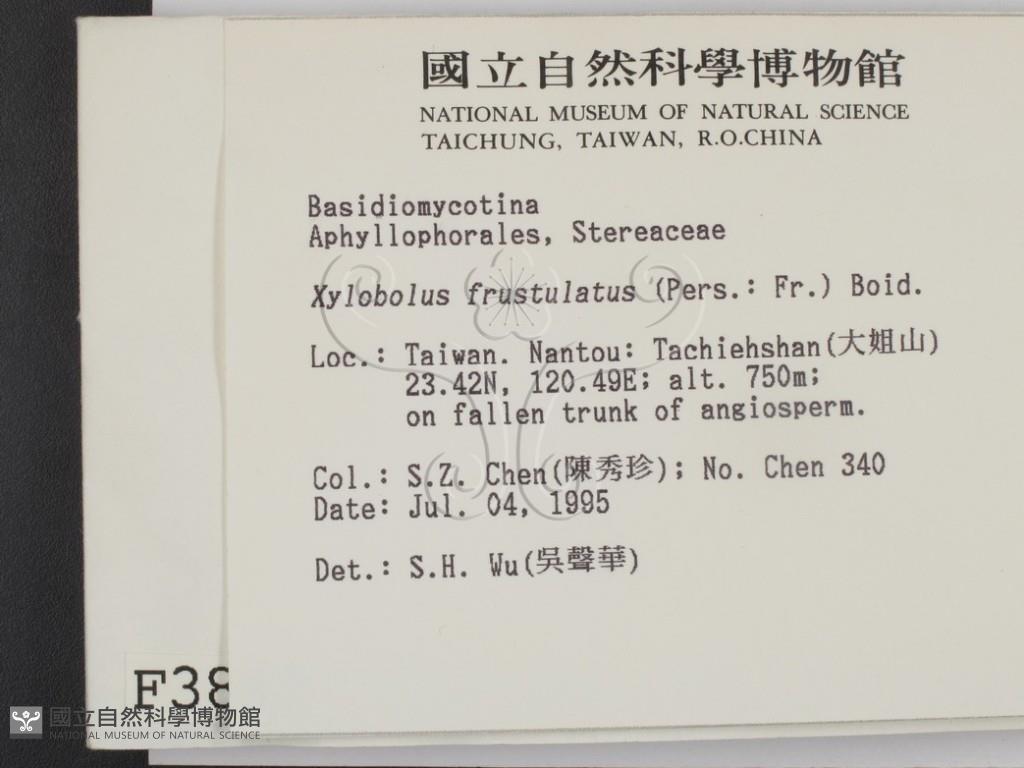 國立自然科學博物館
NATIONAL MUSEUM OF NATURAL SCIENCE
TAICHUNG, TAIWAN, R.O.CHINA
Basidiomycotina
Aphyllophorales, Stereaceae
Xylobolus frustulatus (Pers.: Fr.) Boid.
Loc.: Taiwan. Nantou: Tachiehshan(大姐山)
23.42N, 120.49E; alt. 750m;
on fallen trunk of angiosperm.
Col.: S.Z. Chen(陳秀珍); No. Chen 340
Date: Jul. 04, 1995
Det.: S.H. Wu(吳聲華)
F38
國立自然科學博物館
NATIONAL MUSEUM OF NATURAL SCIENCE